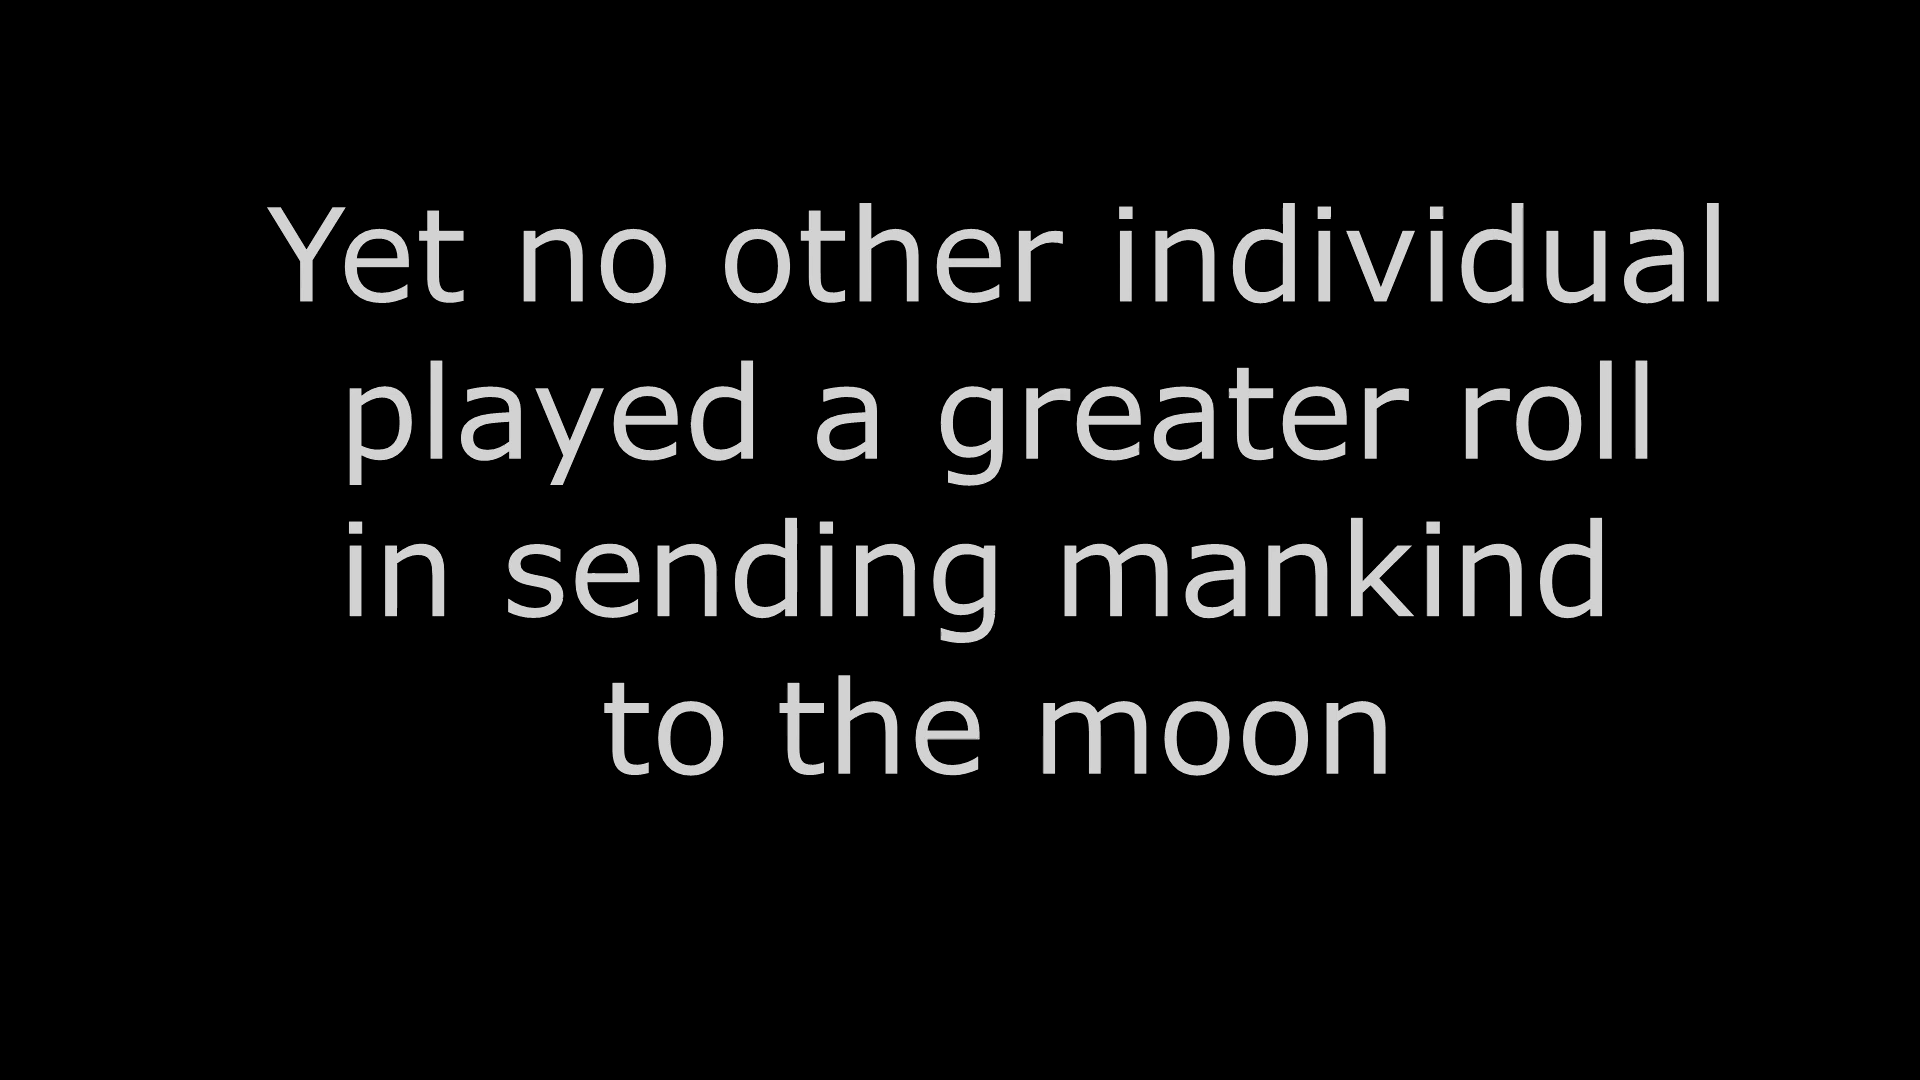 Yet no other individual
played a greater roll
in sending mankind
to the moon